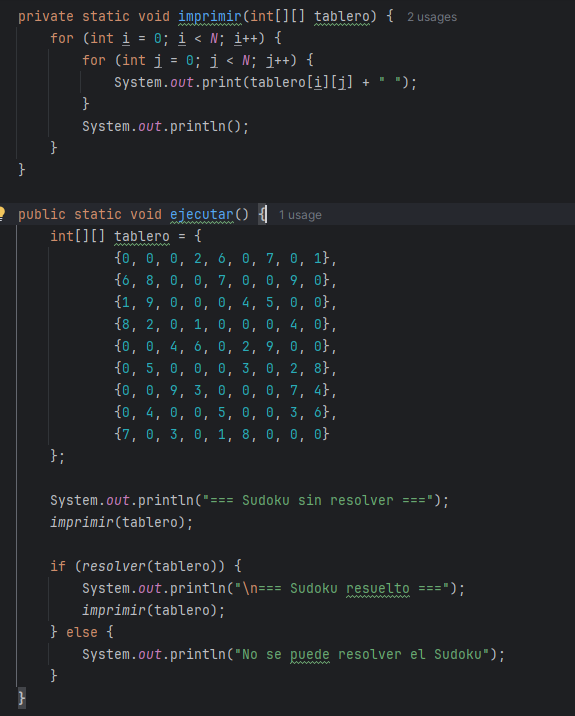 private static void imprimir(int[][] tablero) { 2 usages
    for (int i = 0; i < N; i++) {
        for (int j = 0; j < N; j++) {
            System.out.print(tablero[i][j] + " ");
        }
        System.out.println();
    }
}
public static void ejecutar() { 1 usage
    int[][] tablero = {
            {0, 0, 0, 2, 6, 0, 7, 0, 1},
            {6, 8, 0, 0, 7, 0, 0, 9, 0},
            {1, 9, 0, 0, 0, 4, 5, 0, 0},
            {8, 2, 0, 1, 0, 0, 0, 4, 0},
            {0, 0, 4, 6, 0, 2, 9, 0, 0},
            {0, 5, 0, 0, 0, 3, 0, 2, 8},
            {0, 0, 9, 3, 0, 0, 0, 7, 4},
            {0, 4, 0, 0, 5, 0, 0, 3, 6},
            {7, 0, 3, 0, 1, 8, 0, 0, 0}
    };
    System.out.println("=== Sudoku sin resolver ===");
    imprimir(tablero);
    if (resolver(tablero)) {
        System.out.println("\n=== Sudoku resuelto ===");
        imprimir(tablero);
    } else {
        System.out.println("No se puede resolver el Sudoku");
    }
}